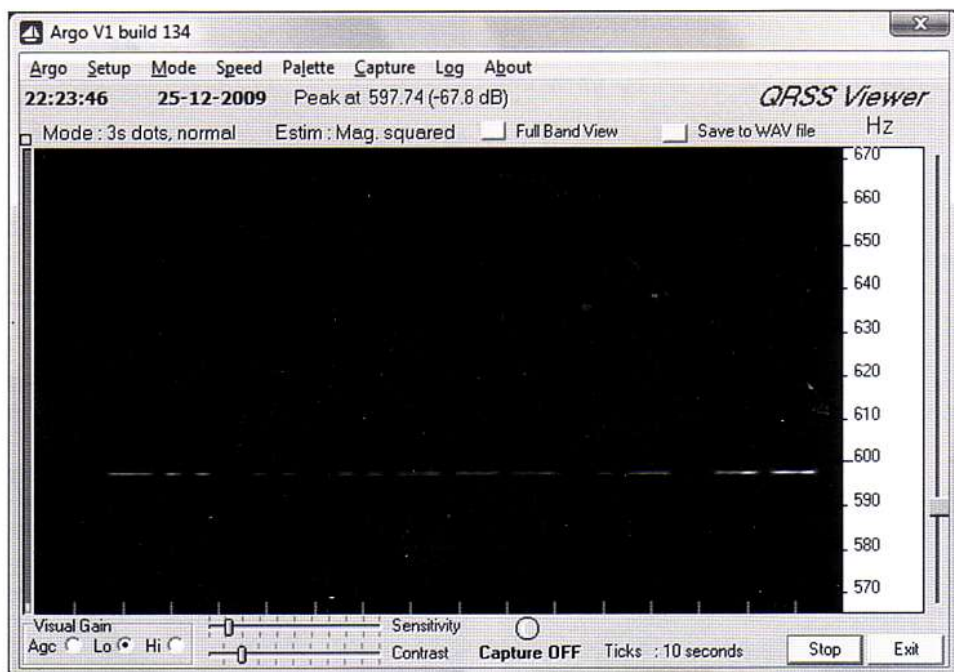 Argo V1 build 134
x
Argo Setup Mode Speed Palette Capture Log About
22:23:46 25-12-2009 Peak at 597.74 (-67.8 dB) QRSS Viewer
Mode : 3s dots, normal Estim : Mag. squared Full Band View Save to WAV file Hz
670
660
650
640
630
620
610
600
590
580
570
Visual Gain
Agc Lo Hi
Sensitivity
Contrast
Capture OFF Ticks : 10 seconds Stop Exit